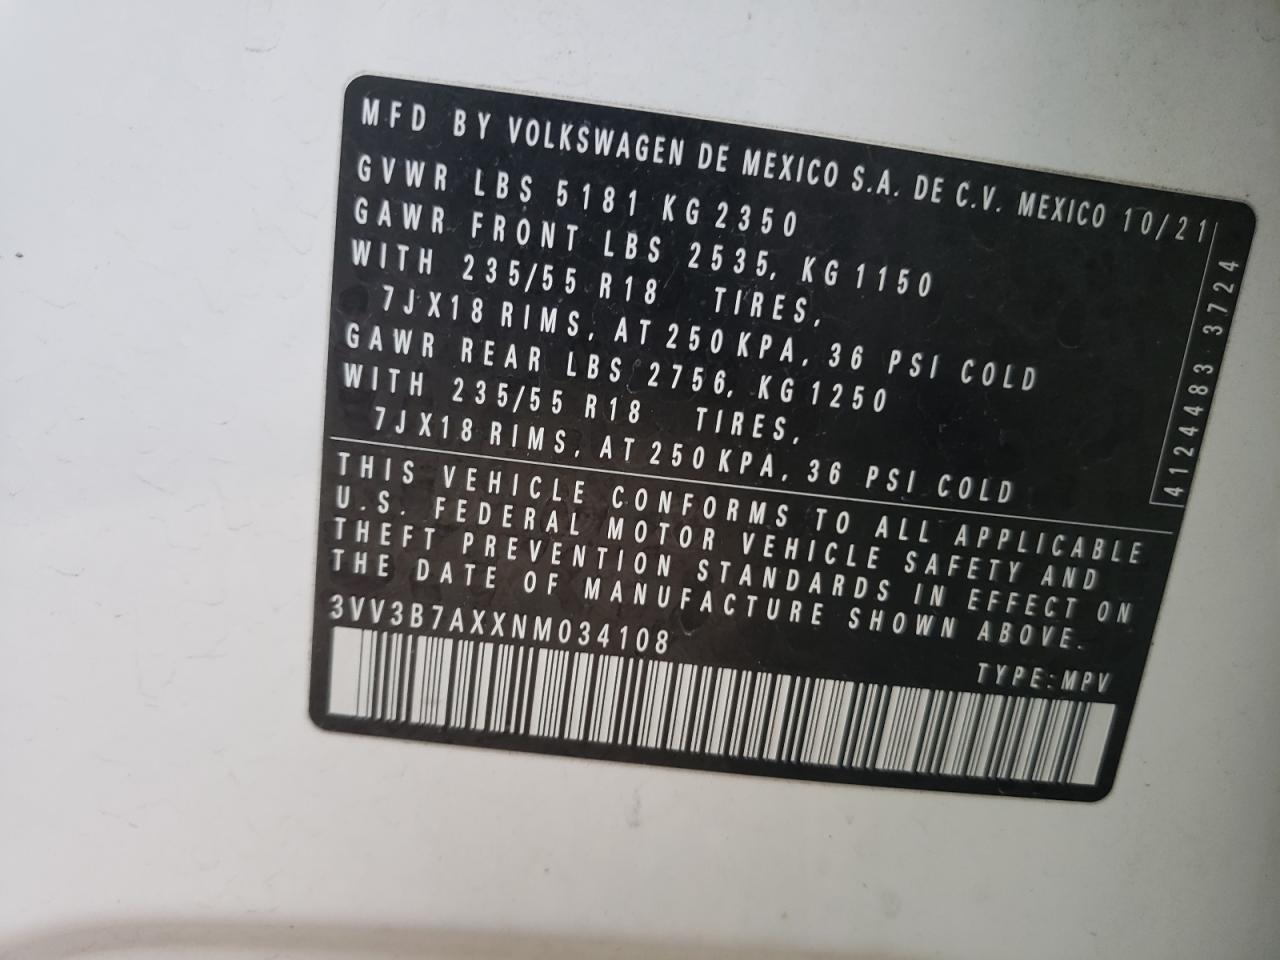 MFD BY VOLKSWAGEN DE MEXICO S.A. DE C.V. MEXICO 10/21
GVWR LBS 5181 KG 2350
GAWR FRONT LBS 2535, KG 1150
WITH 235/55 R18 TIRES,
7JX18 RIMS, AT 250 KPA, 36 PSI COLD
GAWR REAR LBS 2756, KG 1250
WITH 235/55 R18 TIRES,
7JX18 RIMS, AT 250 KPA, 36 PSI COLD
4124483 3724
THIS VEHICLE CONFORMS TO ALL APPLICABLE
U.S. FEDERAL MOTOR VEHICLE SAFETY AND
THEFT PREVENTION STANDARDS IN EFFECT ON
THE DATE OF MANUFACTURE SHOWN ABOVE.
3VV3B7AXXNM034108
TYPE: MPV